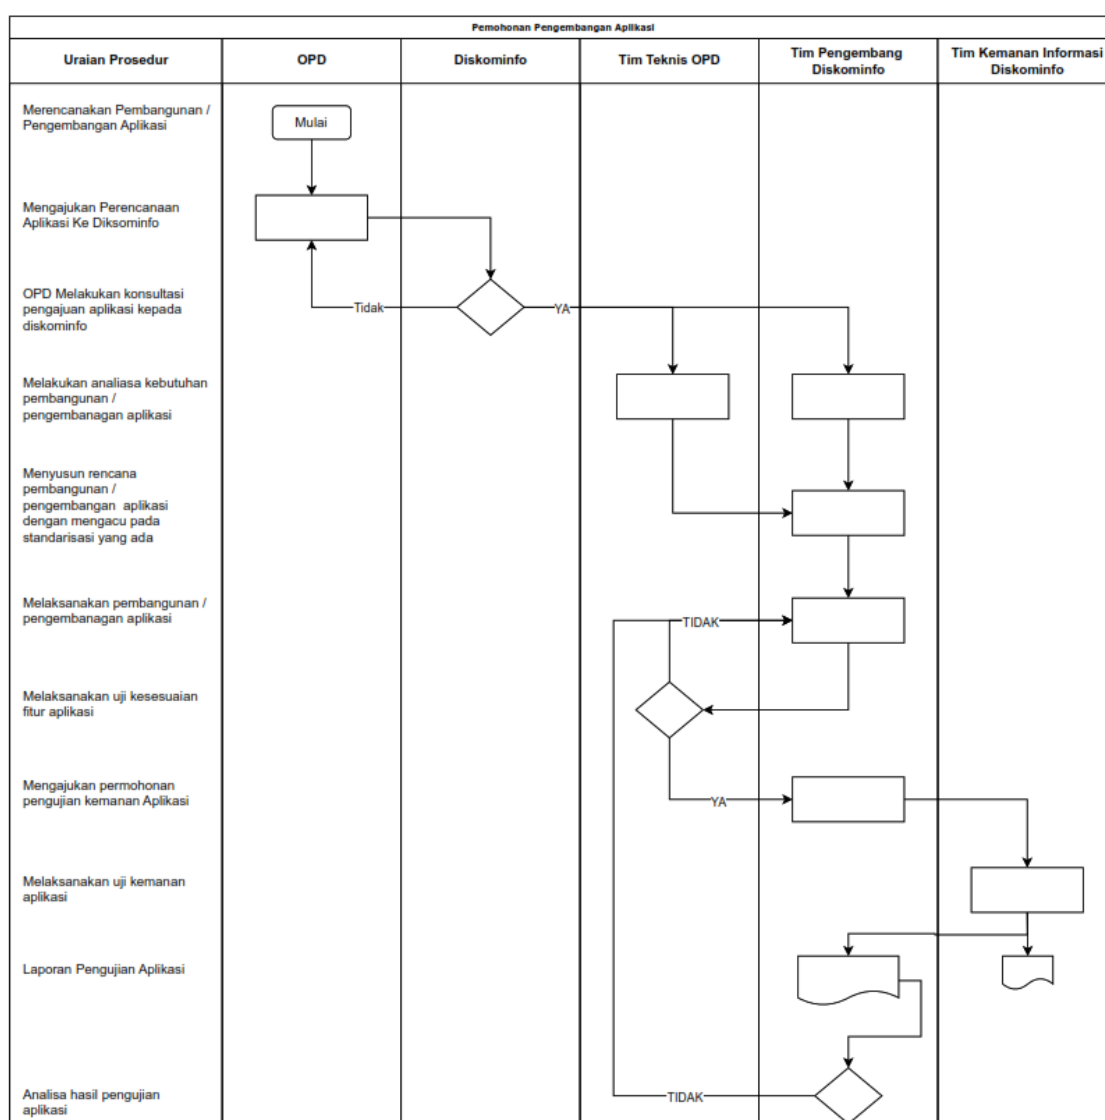 Pemohonan Pengembangan Aplikasi
Uraian Prosedur
OPD
Diskominfo
Tim Teknis OPD
Tim Pengembang
Diskominfo
Tim Kemanan Informasi
Diskominfo
Merencanakan Pembangunan /
Pengembangan Aplikasi
Mulai
Mengajukan Perencanaan
Aplikasi Ke Diksominfo
OPD Melakukan konsultasi
pengajuan aplikasi kepada
diskominfo
Tidak
YA
Melakukan analiasa kebutuhan
pembangunan /
pengembanagan aplikasi
Menyusun rencana
pembangunan /
pengembangan aplikasi
dengan mengacu pada
standarisasi yang ada
Melaksanakan pembangunan /
pengembanagan aplikasi
TIDAK
Melaksanakan uji kesesuaian
fitur aplikasi
Mengajukan permohonan
pengujian kemanan Aplikasi
YA
Melaksanakan uji kemanan
aplikasi
Laporan Pengujian Aplikasi
Analisa hasil pengujian
aplikasi
TIDAK